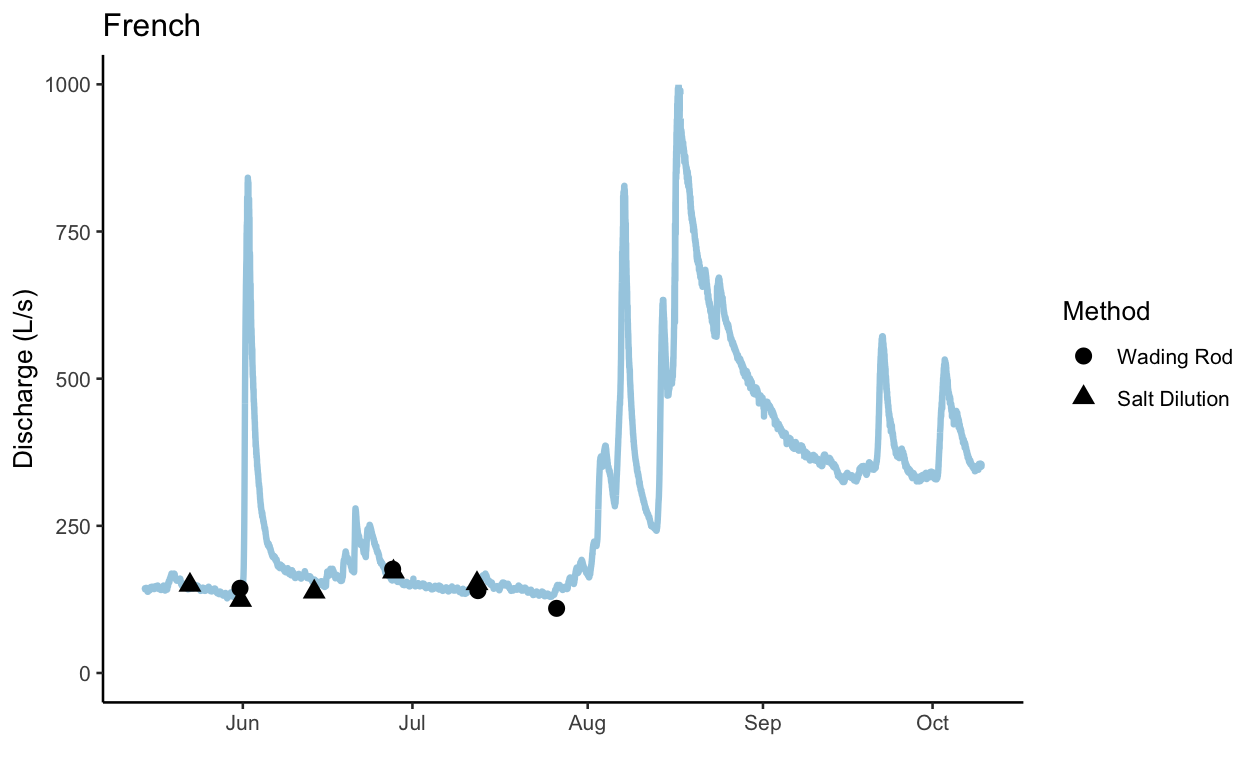 French
1000
750
500
250
0
Discharge (L/s)
Jun Jul Aug Sep Oct
Method
Wading Rod
Salt Dilution